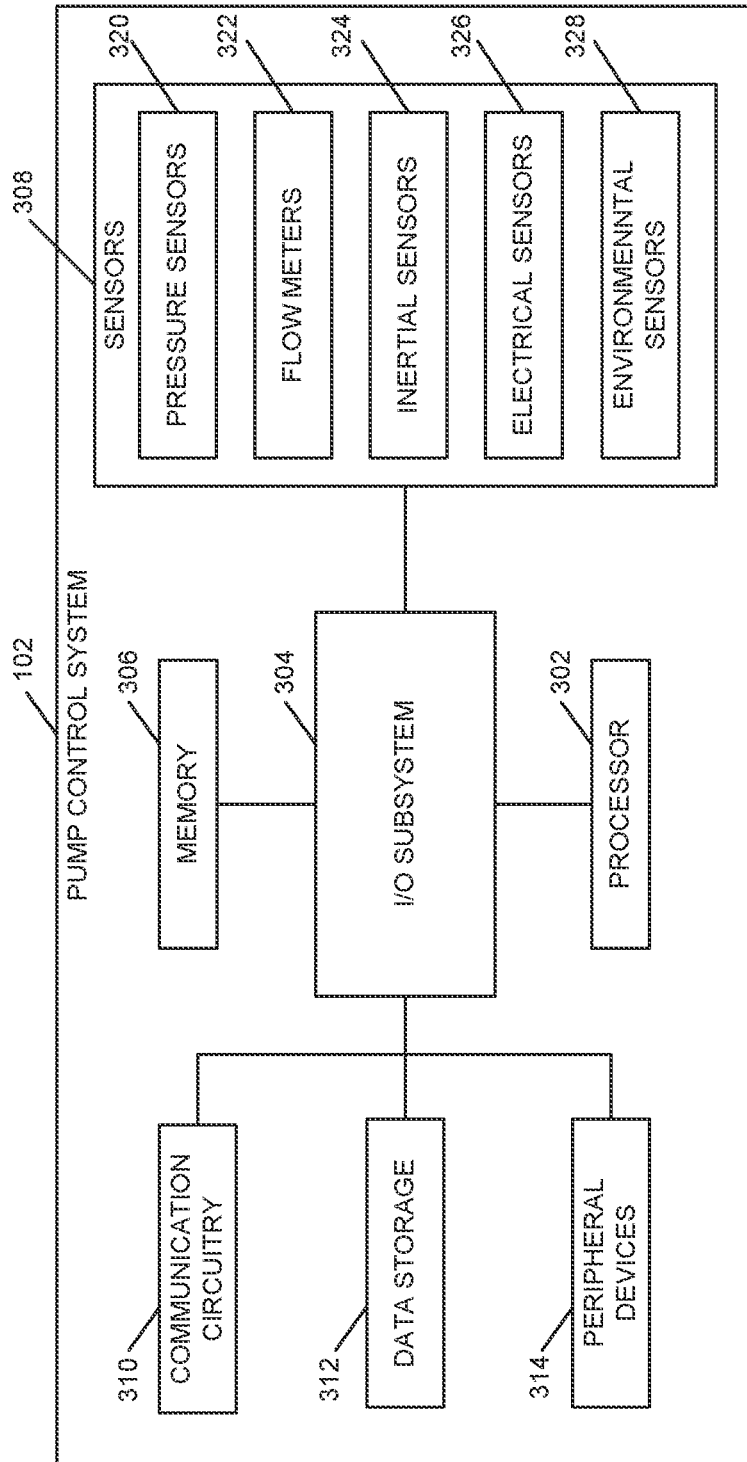 102
PUMP CONTROL SYSTEM
310
COMMUNICATION
CIRCUITRY
312
DATA STORAGE
314
PERIPHERAL
DEVICES
306
MEMORY
304
I/O SUBSYSTEM
302
PROCESSOR
308
SENSORS
320
PRESSURE SENSORS
322
FLOW METERS
324
INERTIAL SENSORS
326
ELECTRICAL SENSORS
328
ENVIRONMENNTAL
SENSORS